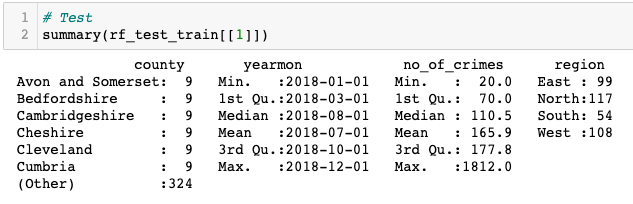 1 # Test
2 summary(rf_test_train[[1]])
county yearmon no_of_crimes region
Avon and Somerset: 9 Min. :2018-01-01 Min. : 20.0 East : 99
Bedfordshire : 9 1st Qu.:2018-03-01 1st Qu.: 70.0 North:117
Cambridgeshire : 9 Median :2018-08-01 Median : 110.5 South: 54
Cheshire : 9 Mean :2018-07-01 Mean : 165.9 West :108
Cleveland : 9 3rd Qu.:2018-10-01 3rd Qu.: 177.8
Cumbria : 9 Max. :2018-12-01 Max. :1812.0
(Other) :324